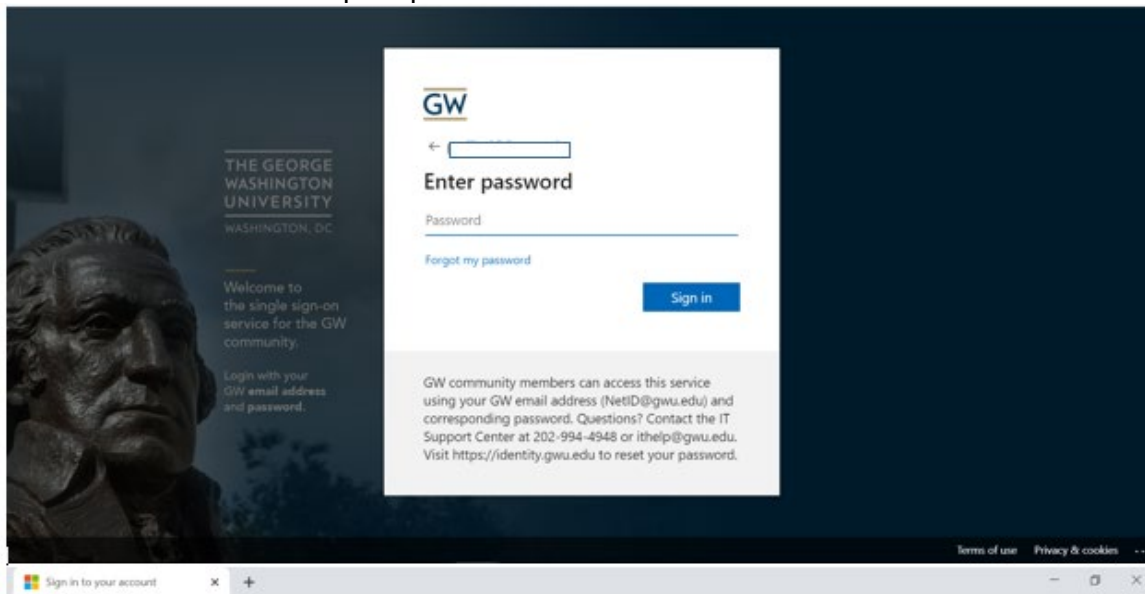 THE GEORGE
WASHINGTON
UNIVERSITY
WASHINGTON, DC
Welcome to
the single sign-on
service for the GW
community.
Login with your
GW email address
and password.
GW
←
Enter password
Password
Forgot my password
Sign in
GW community members can access this service
using your GW email address (NetID@gwu.edu) and
corresponding password. Questions? Contact the IT
Support Center at 202-994-4948 or ithelp@gwu.edu.
Visit https://identity.gwu.edu to reset your password.
Terms of use Privacy & cookies ...
Sign in to your account × + − ×